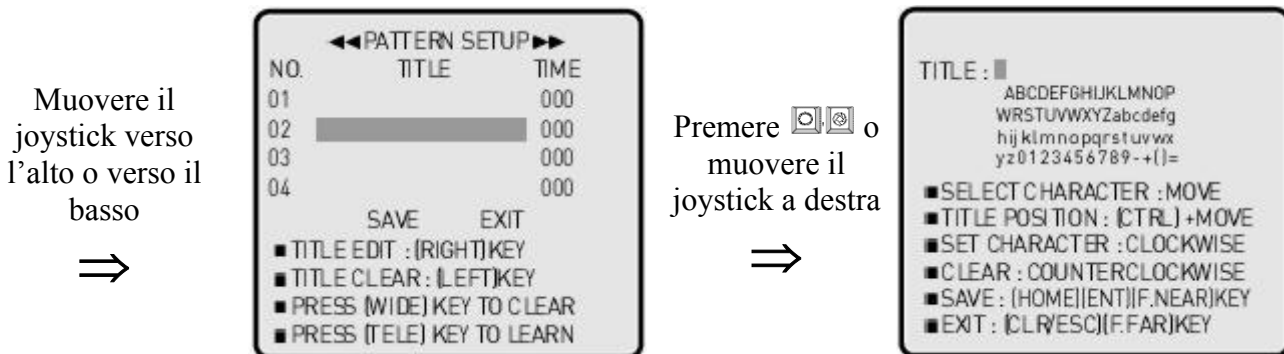 Muovere il
joystick verso
l'alto o verso il
basso
⇒
◄◄PATTERN SETUP►►
NO. TITLE TIME
01 000
02 000
03 000
04 000
SAVE EXIT
■ TITLE EDIT : (RIGHT)KEY
■ TITLE CLEAR : (LEFT)KEY
■ PRESS (WIDE) KEY TO CLEAR
■ PRESS (TELE) KEY TO LEARN
Premere , o
muovere il
joystick a destra
⇒
TITLE :
ABCDEFGHIJKLMNOP
WRSTUVWXYZabcdefg
hijklmnopqrstuvwx
yz0123456789-+()=
■SELECT CHARACTER : MOVE
■TITLE POSITION : (CTRL) +MOVE
■SET CHARACTER : CLOCKWISE
■CLEAR : COUNTERCLOCKWISE
■SAVE : (HOME)(ENT)(F.NEAR)KEY
■EXIT : (CLR/ESC)(F.FAR)KEY